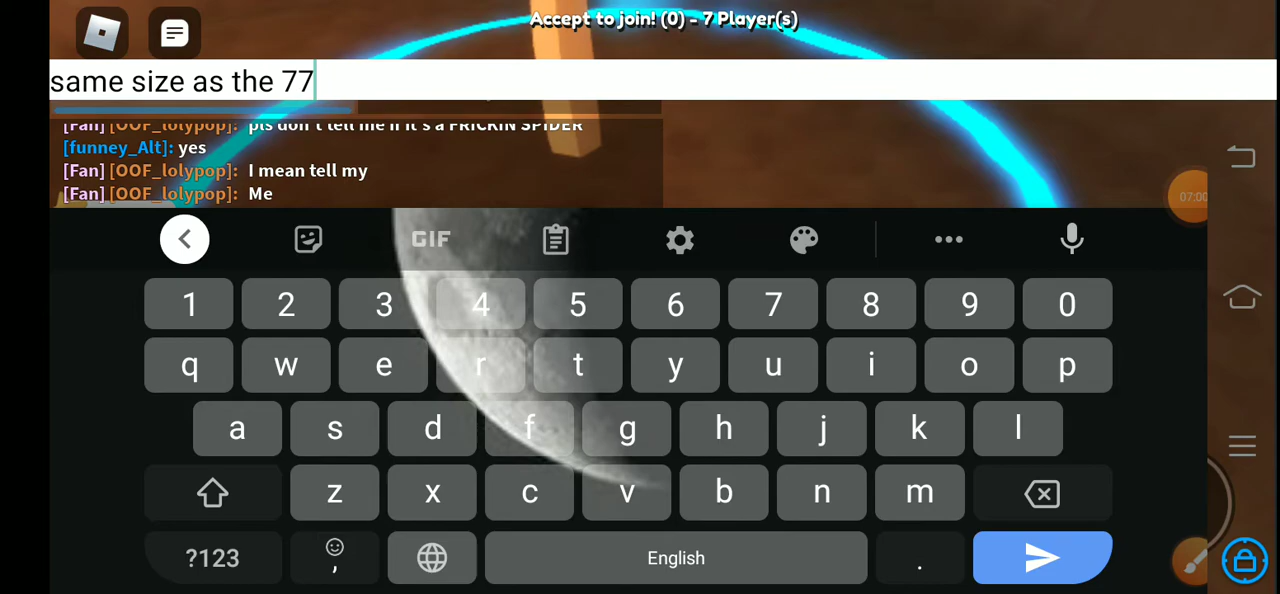 Accept to join! (0) - 7 Player(s)
same size as the 77
[Fan] [OOF_lolypop]: pls don't tell me if it's a FRICKIN SPIDER
[funney_Alt]: yes
[Fan] [OOF_lolypop]: I mean tell my
[Fan] [OOF_lolypop]: Me
07:00
GIF
1 2 3 4 5 6 7 8 9 0
q w e r t y u i o p
a s d f g h j k l
z x c v b n m
?123 , English .